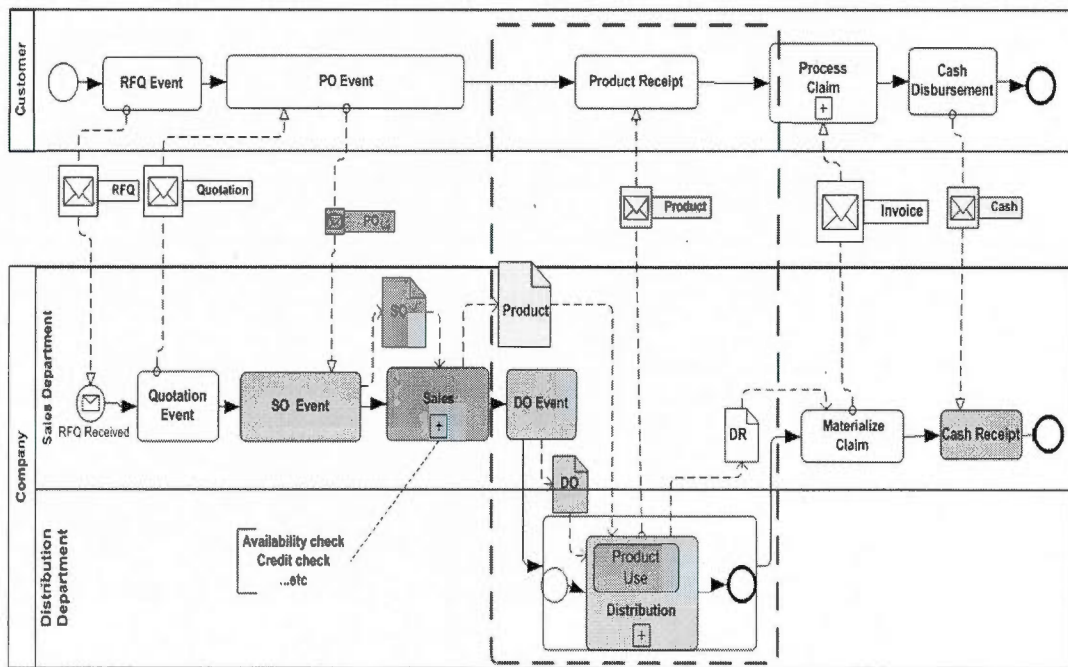 Customer
RFQ Event
PO Event
Product Receipt
Process
Claim
+
Cash
Disbursement
RFQ
Quotation
PO
Product
Invoice
Cash
Company
Sales Department
SO
Product
RFQ Received
Quotation
Event
SO Event
Sales
+
DO Event
DR
Materialize
Claim
Cash Receipt
DO
Distribution
Department
Availability check
Credit check
...etc
Product
Use
Distribution
+